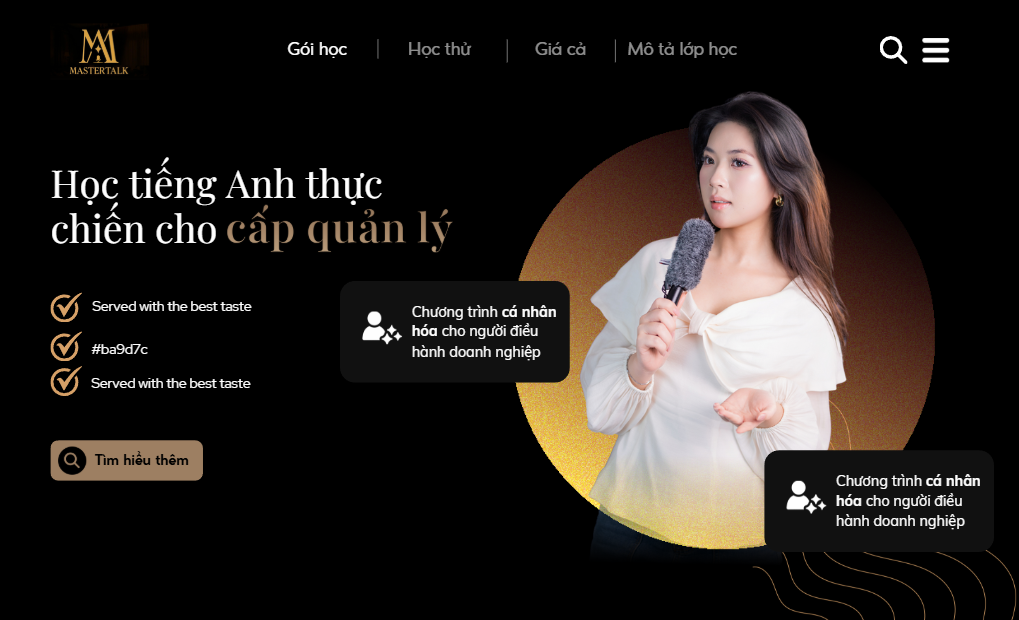 MASTERTALK
Gói học
Học thử
Giá cả
Mô tả lớp học
Học tiếng Anh thực
chiến cho cấp quản lý
Served with the best taste
#ba9d7c
Served with the best taste
Tìm hiểu thêm
Chương trình cá nhân
hóa cho người điều
hành doanh nghiệp
Chương trình cá nhân
hóa cho người điều
hành doanh nghiệp